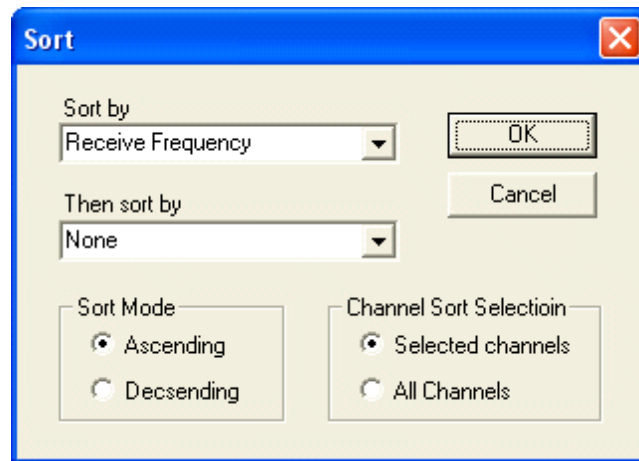 Sort
Sort by
Receive Frequency
OK
Then sort by
None
Cancel
Sort Mode
Ascending
Decsending
Channel Sort Selectioin
Selected channels
All Channels